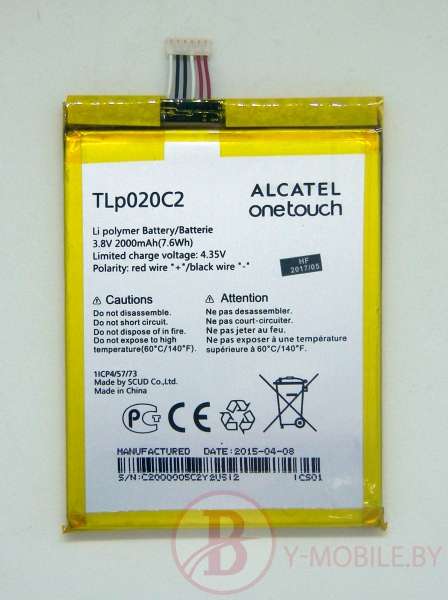 TLp020C2
ALCATEL
onetouch
Li polymer Battery/Batterie
3.8V 2000mAh(7.6Wh)
Limited charge voltage: 4.35V
Polarity: red wire "+"/black wire "-"
HF
2017/05
Cautions
Do not disassemble.
Do not short circuit.
Do not dispose of in fire.
Do not expose to high
temperature(60°C/140°F).
Attention
Ne pas desassembler.
Ne pas court-circuiter.
Ne pas jeter au feu.
Ne pas exposer à une température
supérieure à 60°C/140°F.
1ICP4/57/73
Made by SCUD Co.,Ltd.
Made in China
MANUFACTURED DATE:2015-04-08
S/N:C2000005C2Y2US12 ICS01
B Y-MOBILE.BY